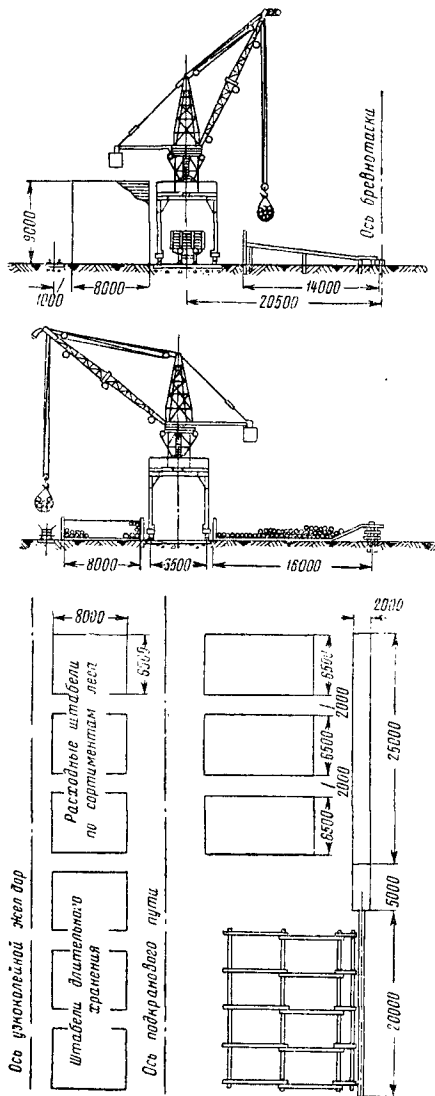 Ось бревнотаски
9000
1000
8000
14000
20500
8000
6500
16000
8000
2000
6500
6500
2000
6500
2000
6500
25000
5000
20000
Расходные штабели
по сортиментам леса
Штабели длительного
хранения
Ось узкоколейной жел дор
Ось подкранового пути